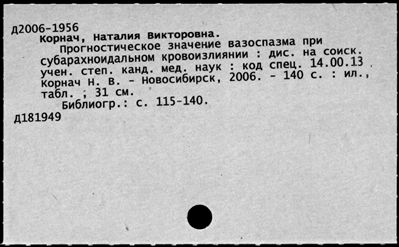 Д2006-1956
Корнач, Наталия Викторовна.
Прогностическое значение вазоспазма при
субарахноидальном кровоизлиянии : дис. на соиск.
учен. степ. канд. мед. наук : код спец. 14.00.13
Корнач Н. В. - Новосибирск, 2006. - 140 с. : ил.,
табл. ; 31 см.
Библиогр.: с. 115-140.
Д181949